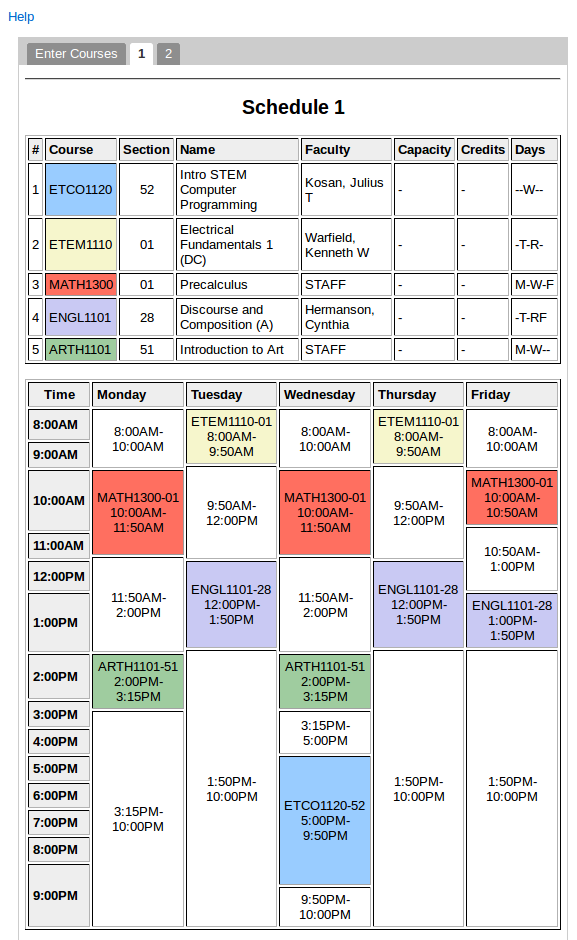 Help
Enter Courses 1 2
Schedule 1
# Course Section Name Faculty Capacity Credits Days
1 ETCO1120 52 Intro STEM Computer Programming Kosan, Julius T - - --W--
2 ETEM1110 01 Electrical Fundamentals 1 (DC) Warfield, Kenneth W - - -T-R-
3 MATH1300 01 Precalculus STAFF - - M-W-F
4 ENGL1101 28 Discourse and Composition (A) Hermanson, Cynthia - - -T-RF
5 ARTH1101 51 Introduction to Art STAFF - - M-W--
Time Monday Tuesday Wednesday Thursday Friday
8:00AM
8:00AM-
10:00AM
ETEM1110-01
8:00AM-
9:50AM
8:00AM-
10:00AM
ETEM1110-01
8:00AM-
9:50AM
8:00AM-
10:00AM
9:00AM
10:00AM
MATH1300-01
10:00AM-
11:50AM
9:50AM-
12:00PM
MATH1300-01
10:00AM-
11:50AM
9:50AM-
12:00PM
MATH1300-01
10:00AM-
10:50AM
11:00AM
10:50AM-
1:00PM
12:00PM
11:50AM-
2:00PM
ENGL1101-28
12:00PM-
1:50PM
11:50AM-
2:00PM
ENGL1101-28
12:00PM-
1:50PM
1:00PM
ENGL1101-28
1:00PM-
1:50PM
2:00PM
ARTH1101-51
2:00PM-
3:15PM
1:50PM-
10:00PM
ARTH1101-51
2:00PM-
3:15PM
1:50PM-
10:00PM
1:50PM-
10:00PM
3:00PM
3:15PM-
10:00PM
3:15PM-
5:00PM
4:00PM
5:00PM
ETCO1120-52
5:00PM-
9:50PM
6:00PM
7:00PM
8:00PM
9:00PM
9:50PM-
10:00PM